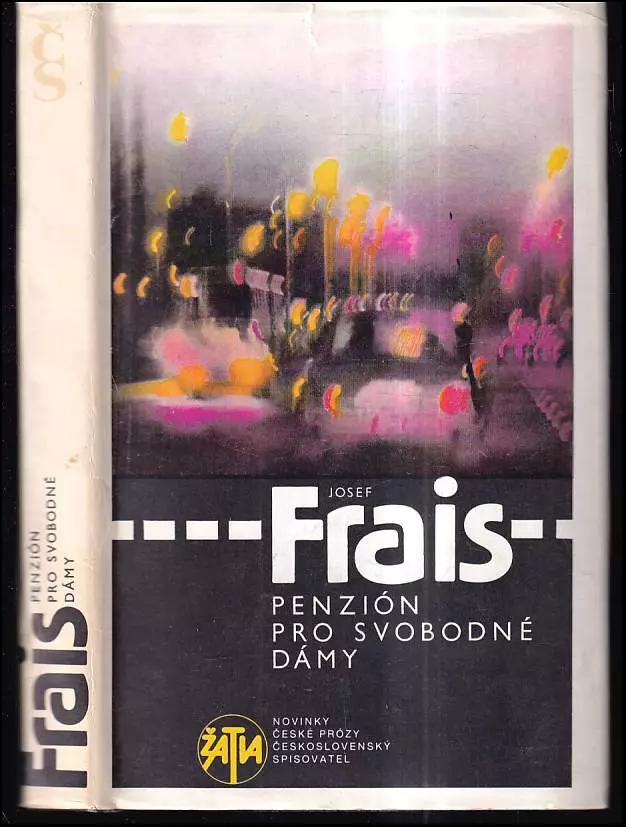 ČS
Frais
PENZIÓN
PRO SVOBODNÉ
DÁMY
JOSEF
Frais
PENZIÓN
PRO SVOBODNÉ
DÁMY
ŽATVA
NOVINKY
ČESKÉ PRÓZY
ČESKOSLOVENSKÝ
SPISOVATEL